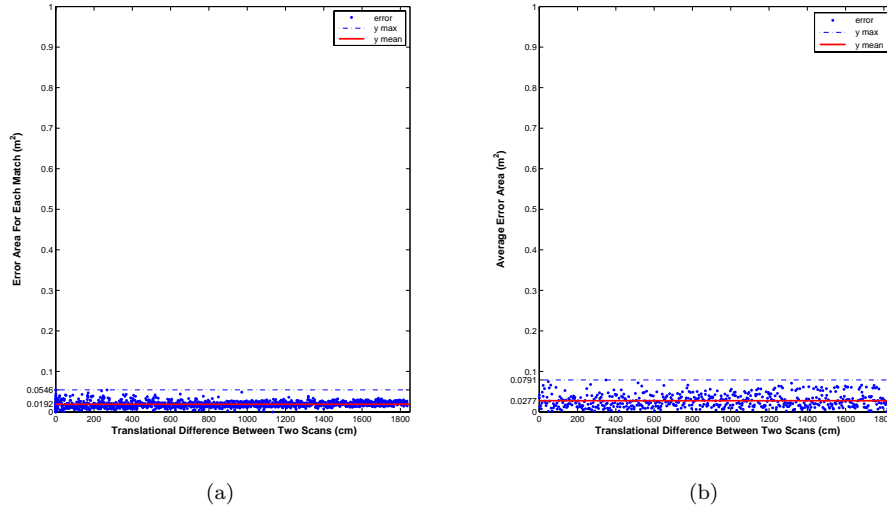 error
y max
y mean
1
0.9
0.8
0.7
0.6
0.5
0.4
0.3
0.2
0.1
0.0546
0.0192
0
Error Area For Each Match (m²)
0 200 400 600 800 1000 1200 1400 1600 1800
Translational Difference Between Two Scans (cm)
(a)
error
y max
y mean
1
0.9
0.8
0.7
0.6
0.5
0.4
0.3
0.2
0.1
0.0791
0.0277
0
Average Error Area (m²)
0 200 400 600 800 1000 1200 1400 1600
Translational Difference Between Two Scans (cm)
(b)